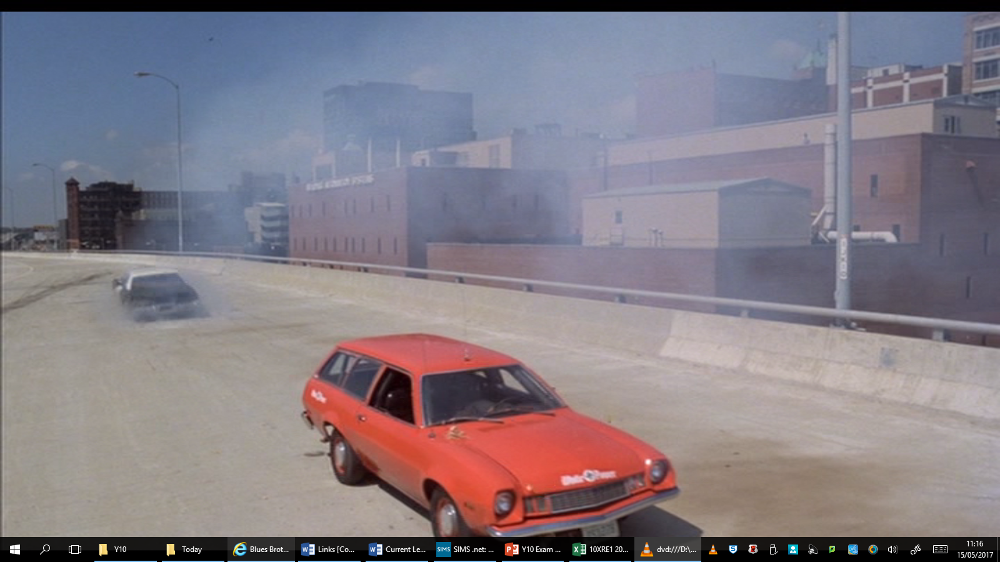 Y10
Today
Blues Brot...
Links [Co...
Current Le...
SIMS
SIMS .net: ...
Y10 Exam ...
10XRE1 20...
dvd:///D:\...
11:16
15/05/2017